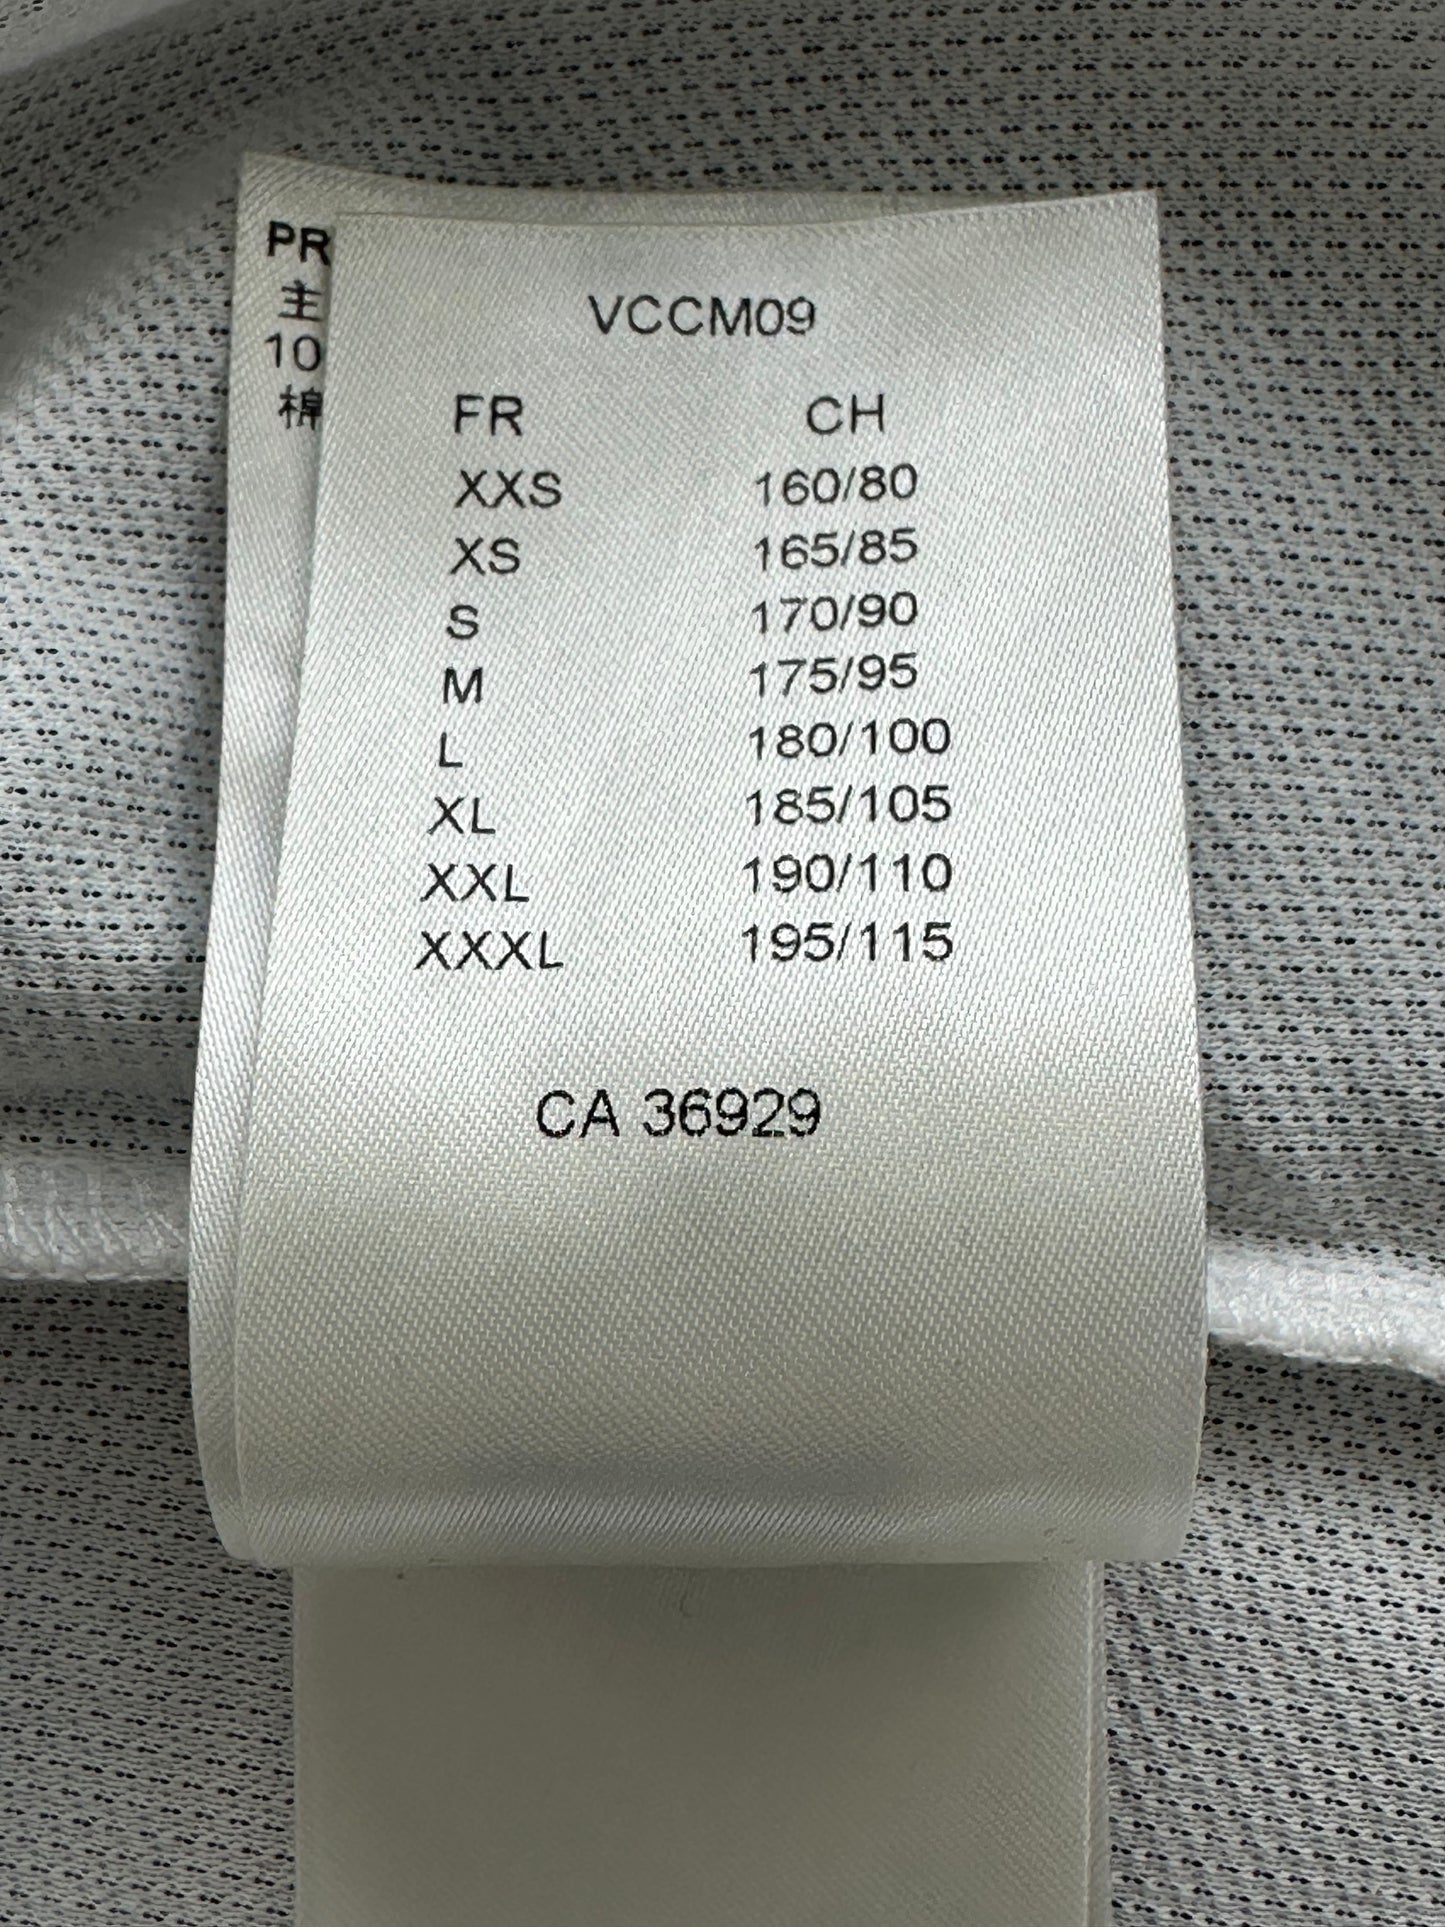 PR
主
10
棉
VCCM09
FR CH
XXS 160/80
XS 165/85
S 170/90
M 175/95
L 180/100
XL 185/105
XXL 190/110
XXXL 195/115
CA 36929